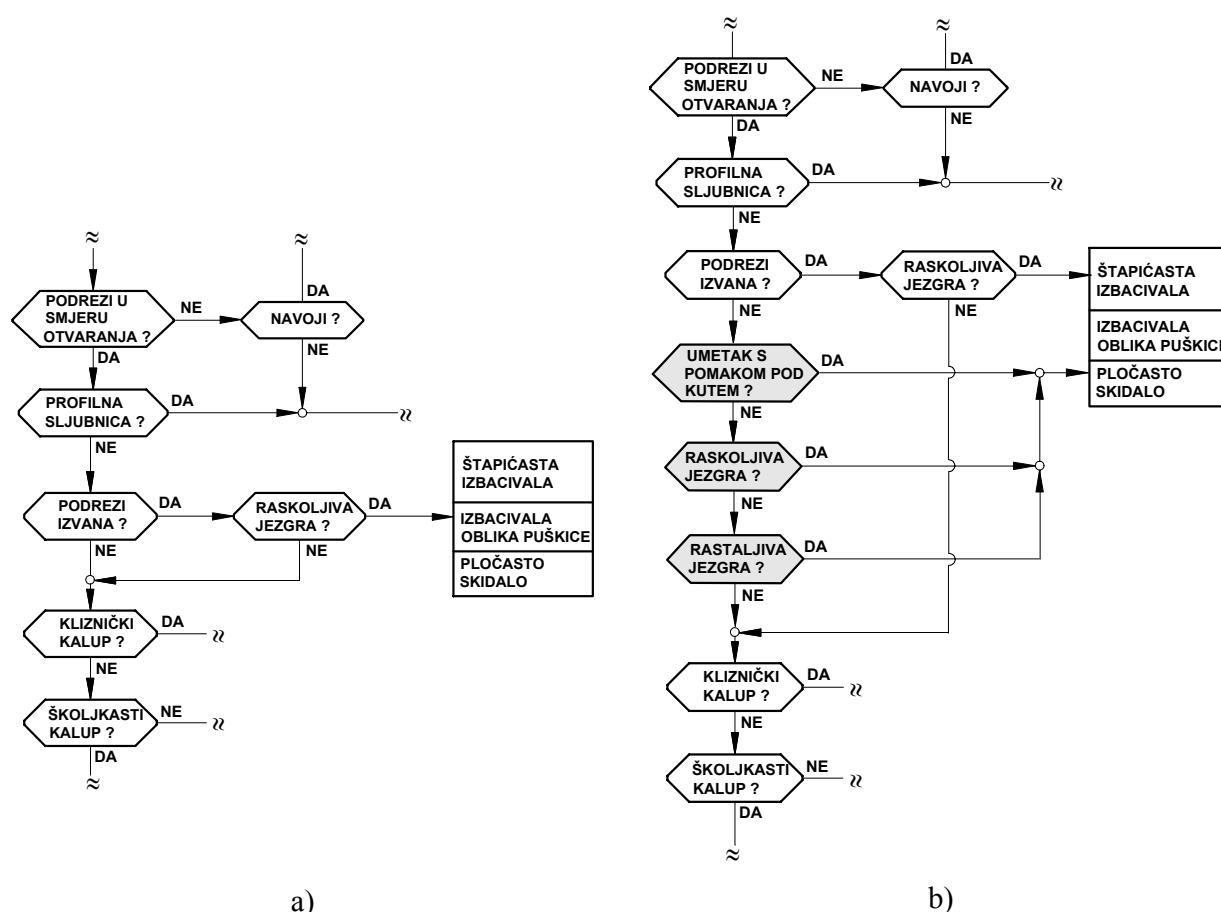 PODREZI U
SMJERU
OTVARANJA ?
NE
NAVOJI ?
DA
NE
DA
PROFILNA
SLJUBNICA ?
DA
NE
PODREZI
IZVANA ?
DA
RASKOLJIVA
JEZGRA ?
DA
NE
NE
ŠTAPIĆASTA
IZBACIVALA
IZBACIVALA
OBLIKA PUŠKICE
PLOČASTO
SKIDALO
KLIZNIČKI
KALUP ?
DA
NE
ŠKOLJKASTI
KALUP ?
NE
DA
a)
PODREZI U
SMJERU
OTVARANJA ?
NE
DA
NAVOJI ?
NE
DA
PROFILNA
SLJUBNICA ?
DA
NE
PODREZI
IZVANA ?
DA
RASKOLJIVA
JEZGRA ?
DA
NE
NE
ŠTAPIĆASTA
IZBACIVALA
IZBACIVALA
OBLIKA PUŠKICE
PLOČASTO
SKIDALO
UMETAK S
POMAKOM POD
KUTEM ?
DA
NE
RASKOLJIVA
JEZGRA ?
DA
NE
RASTALJIVA
JEZGRA ?
DA
NE
KLIZNIČKI
KALUP ?
DA
NE
ŠKOLJKASTI
KALUP ?
NE
DA
b)